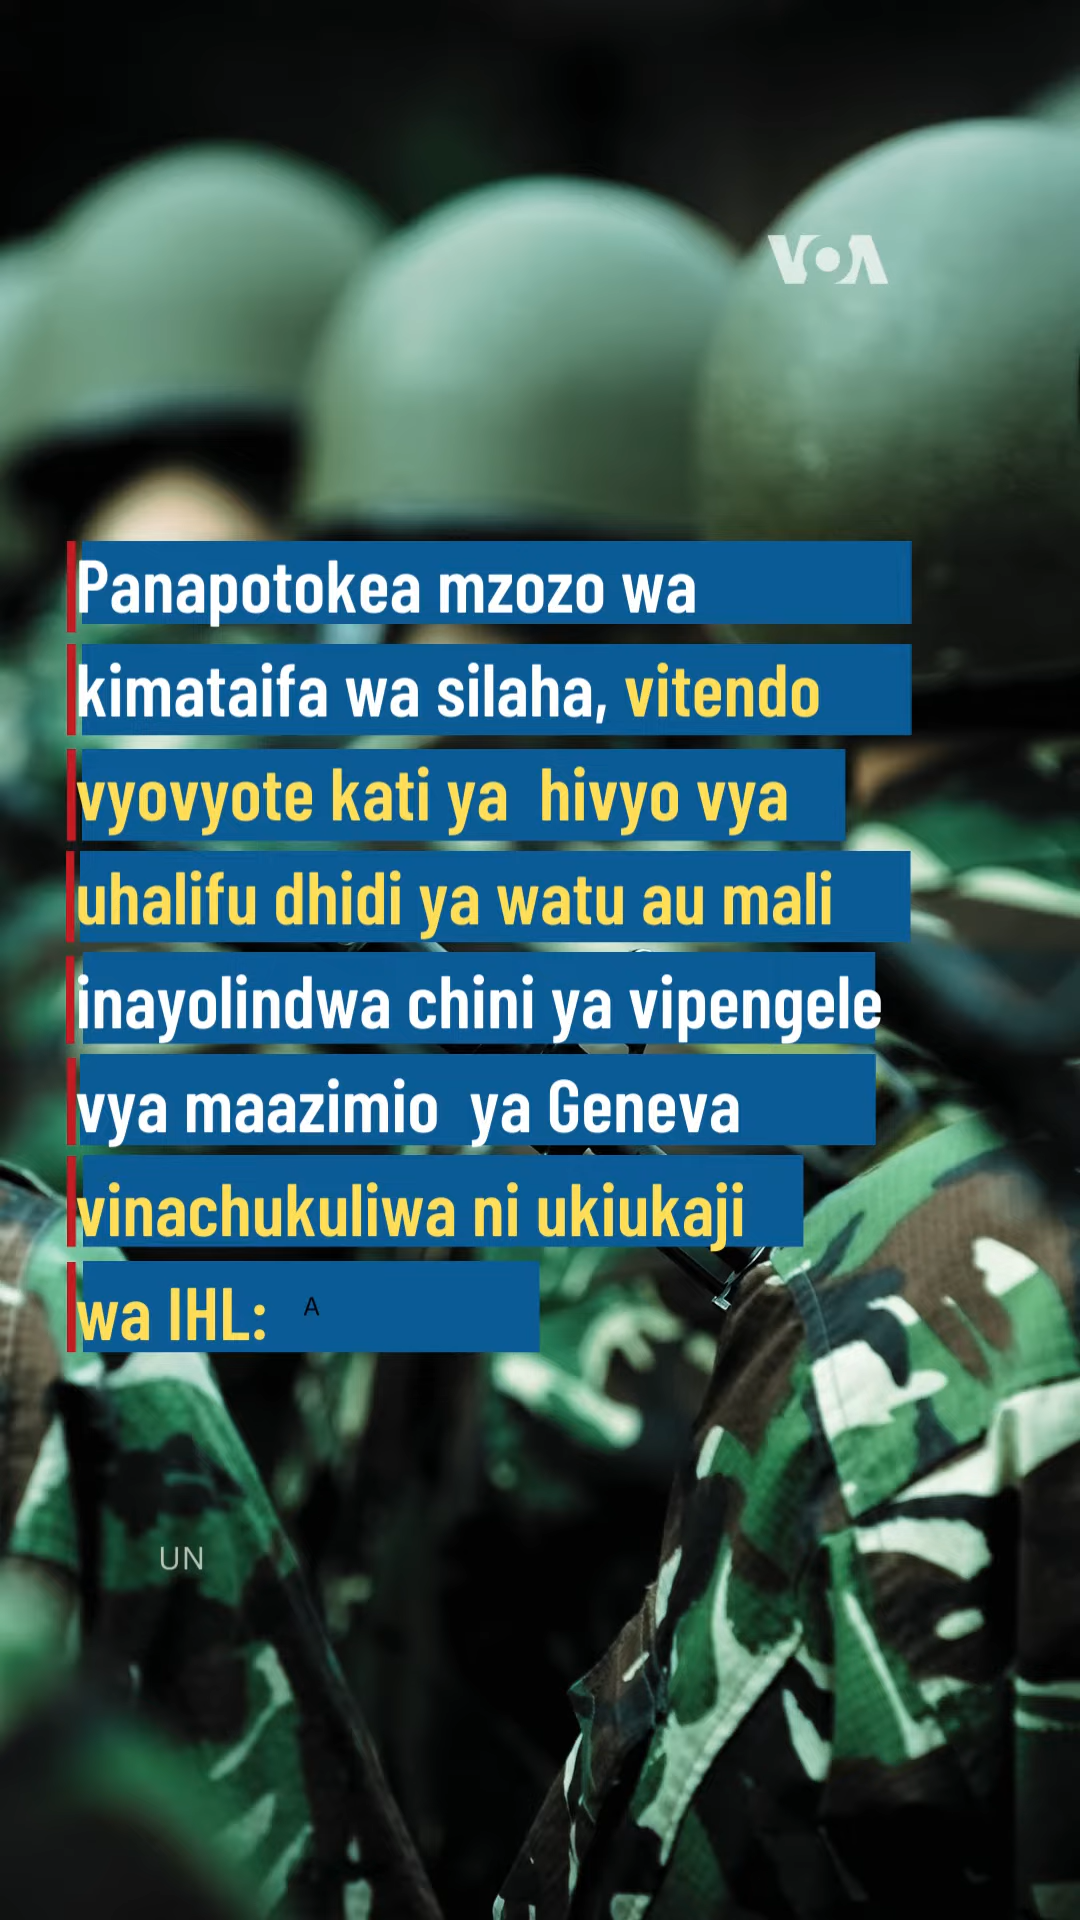 VOA
Panapotokea mzozo wa
kimataifa wa silaha, vitendo
vyovyote kati ya hivyo vya
uhalifu dhidi ya watu au mali
inayolindwa chini ya vipengele
vya maazimio ya Geneva
vinachukuliwa ni ukiukaji
wa IHL: A
UN